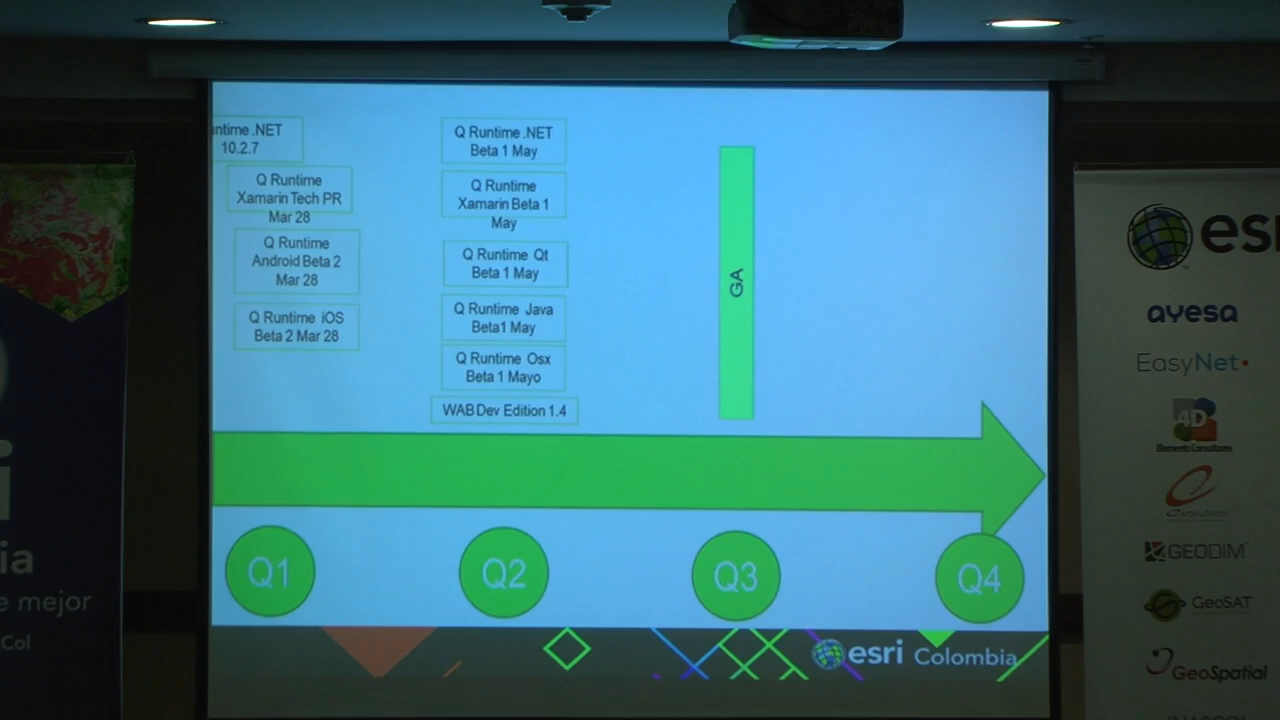 ntime .NET
10.2.7
Q Runtime
Xamarin Tech PR
Mar 28
Q Runtime
Android Beta 2
Mar 28
Q Runtime iOS
Beta 2 Mar 28
Q Runtime .NET
Beta 1 May
Q Runtime
Xamarin Beta 1
May
Q Runtime Qt
Beta 1 May
Q Runtime Java
Beta1 May
Q Runtime Osx
Beta 1 Mayo
WAB Dev Edition 1.4
GA
Q1
Q2
Q3
Q4
esri Colombia
i
ia
e mejor
Col
esri
ayesa
EasyNet
4D
Elements Consultores
GEODIM
GeoSAT
GeoSpatial